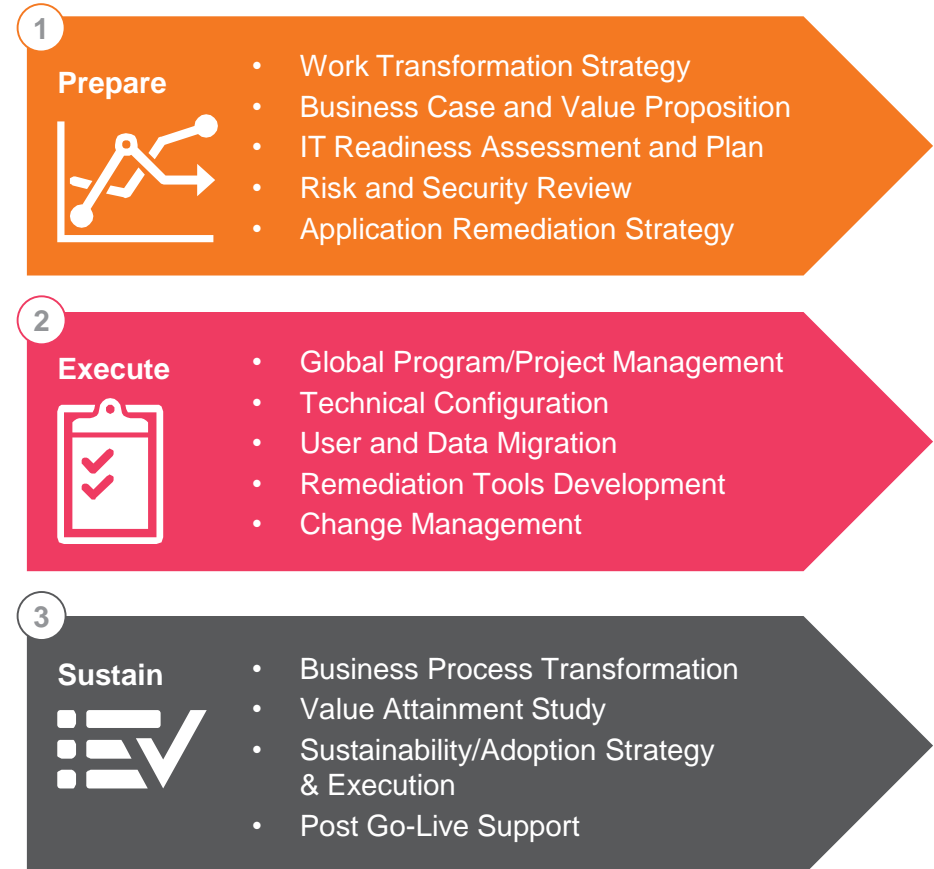 1
Prepare
• Work Transformation Strategy
• Business Case and Value Proposition
• IT Readiness Assessment and Plan
• Risk and Security Review
• Application Remediation Strategy
2
Execute
• Global Program/Project Management
• Technical Configuration
• User and Data Migration
• Remediation Tools Development
• Change Management
3
Sustain
• Business Process Transformation
• Value Attainment Study
• Sustainability/Adoption Strategy
& Execution
• Post Go-Live Support